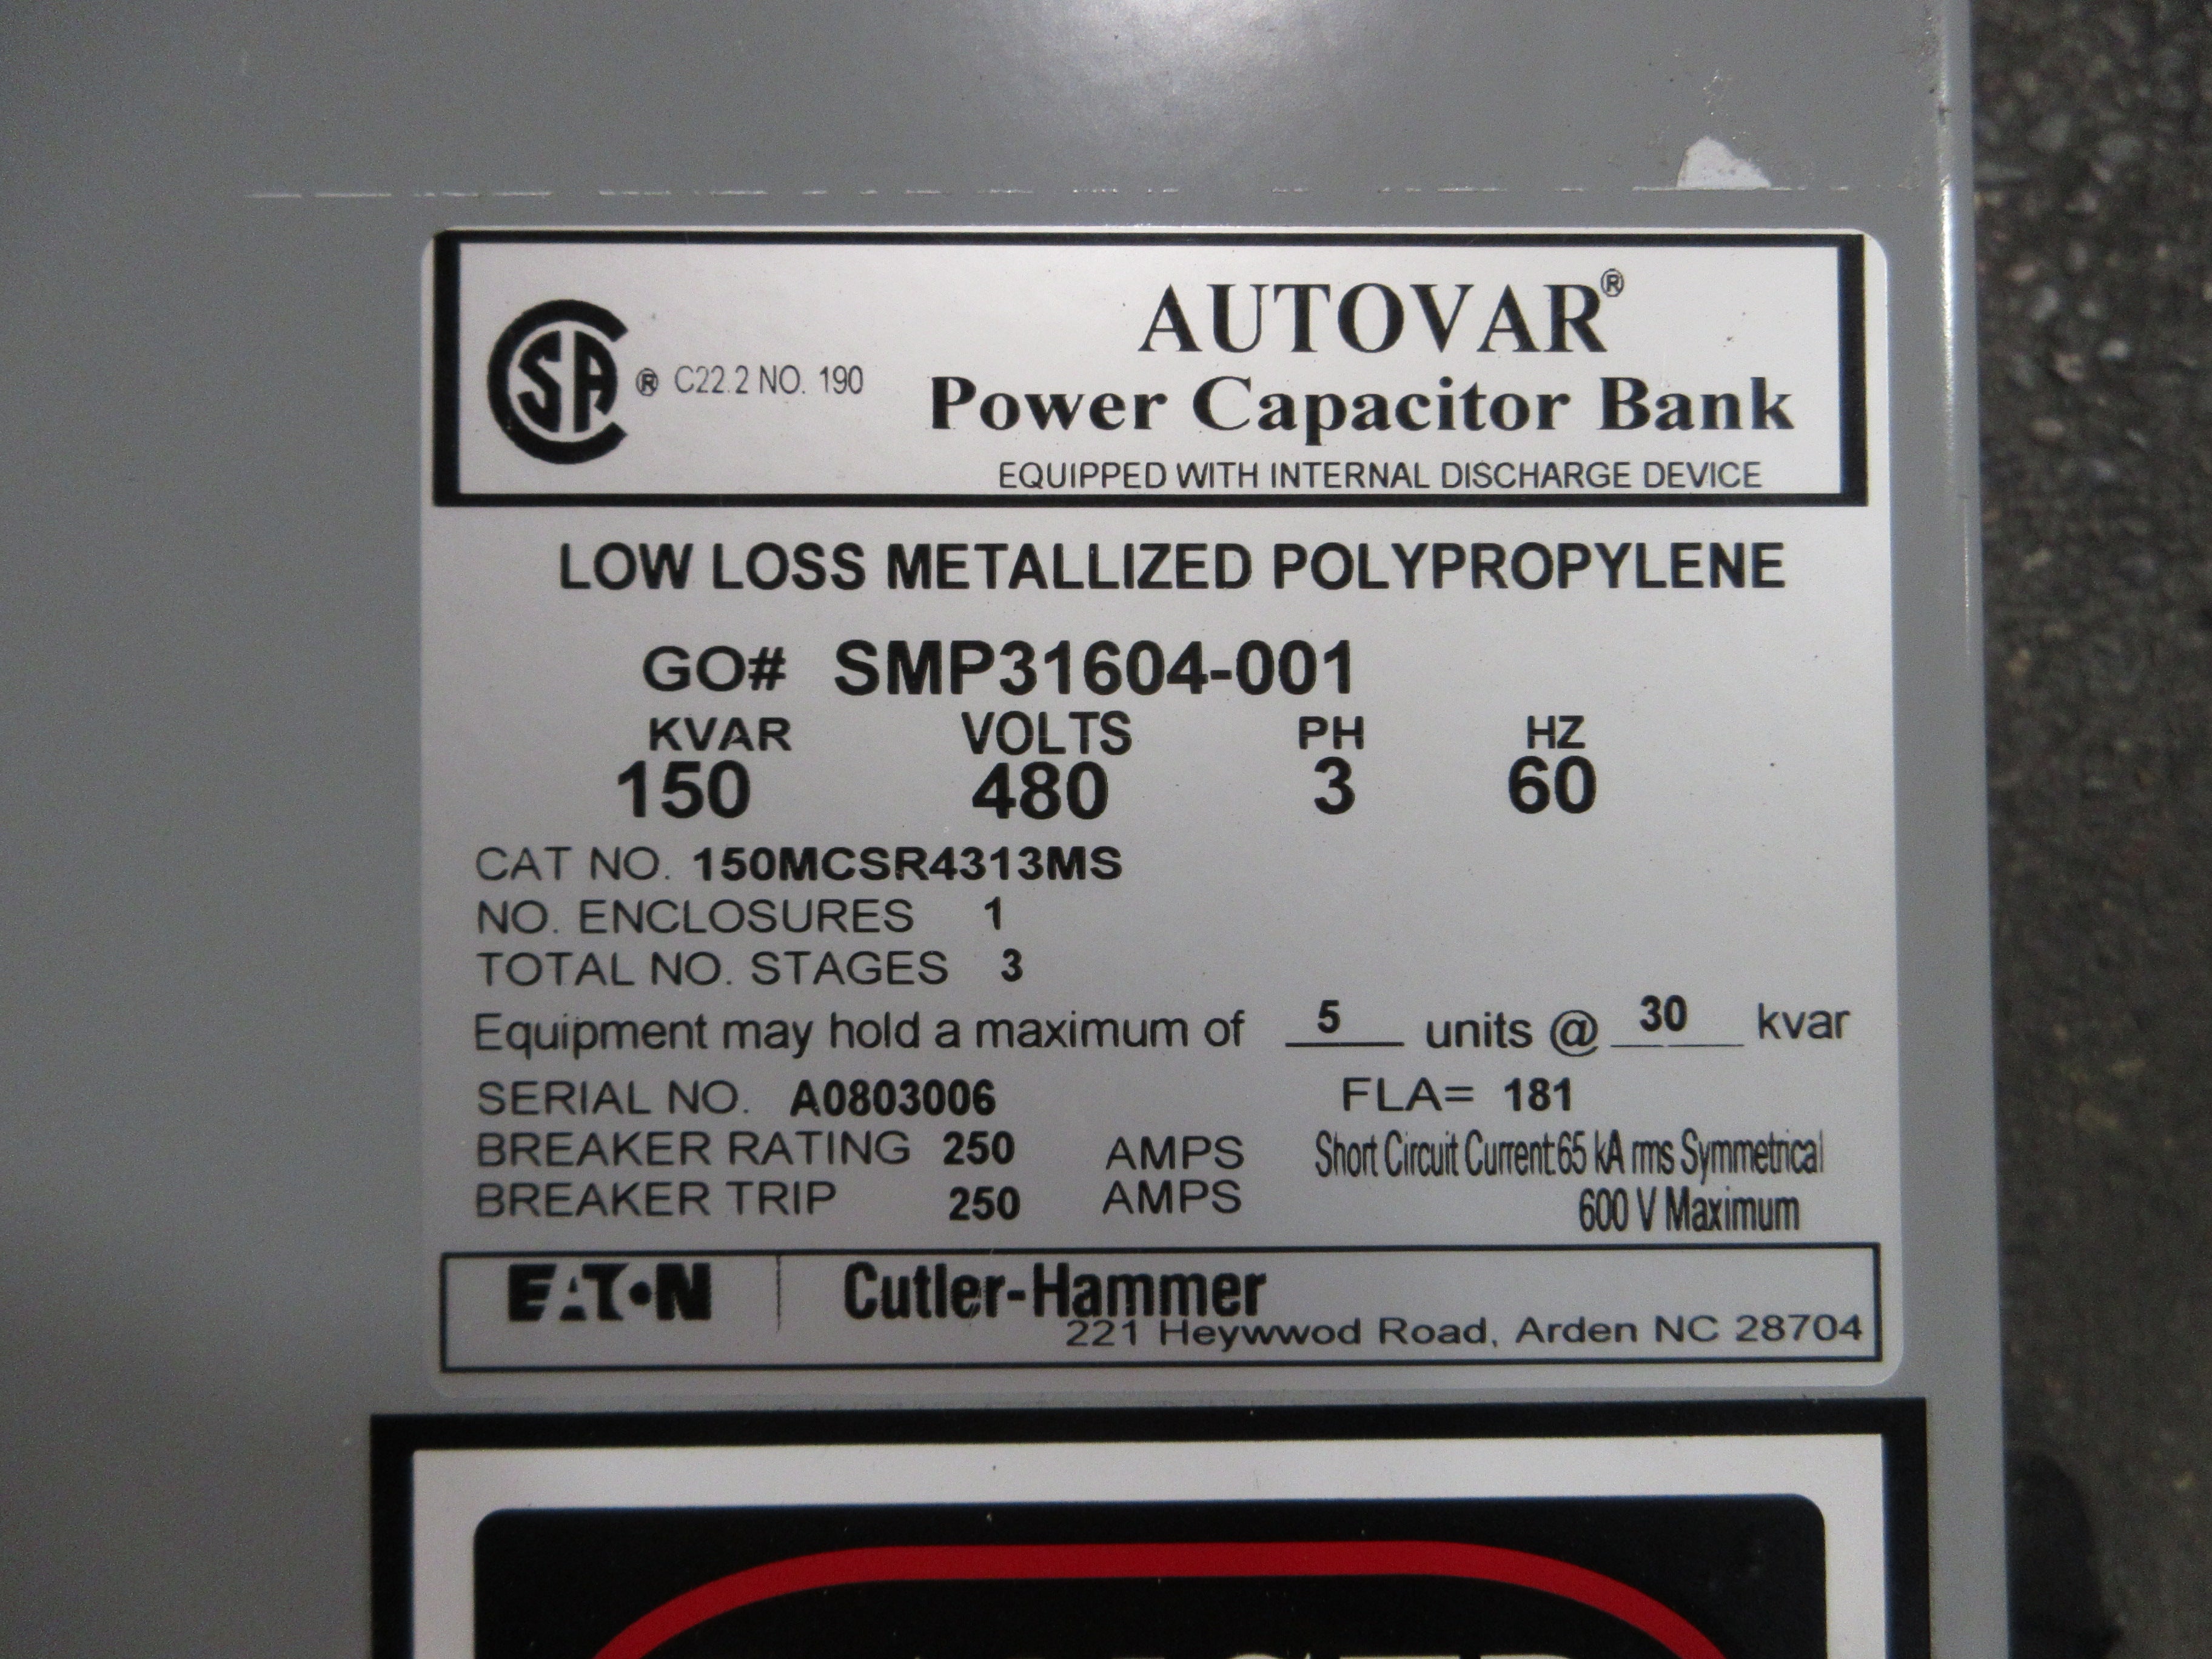 CSA ® C22.2 NO. 190
AUTOVAR®
Power Capacitor Bank
EQUIPPED WITH INTERNAL DISCHARGE DEVICE
LOW LOSS METALLIZED POLYPROPYLENE
GO# SMP31604-001
KVAR VOLTS PH HZ
150 480 3 60
CAT NO. 150MCSR4313MS
NO. ENCLOSURES 1
TOTAL NO. STAGES 3
Equipment may hold a maximum of 5 units @ 30 kvar
SERIAL NO. A0803006 FLA= 181
BREAKER RATING 250 AMPS Short Circuit Current:65 kA rms Symmetrical
BREAKER TRIP 250 AMPS 600 V Maximum
EATON Cutler-Hammer
221 Heywwod Road, Arden NC 28704